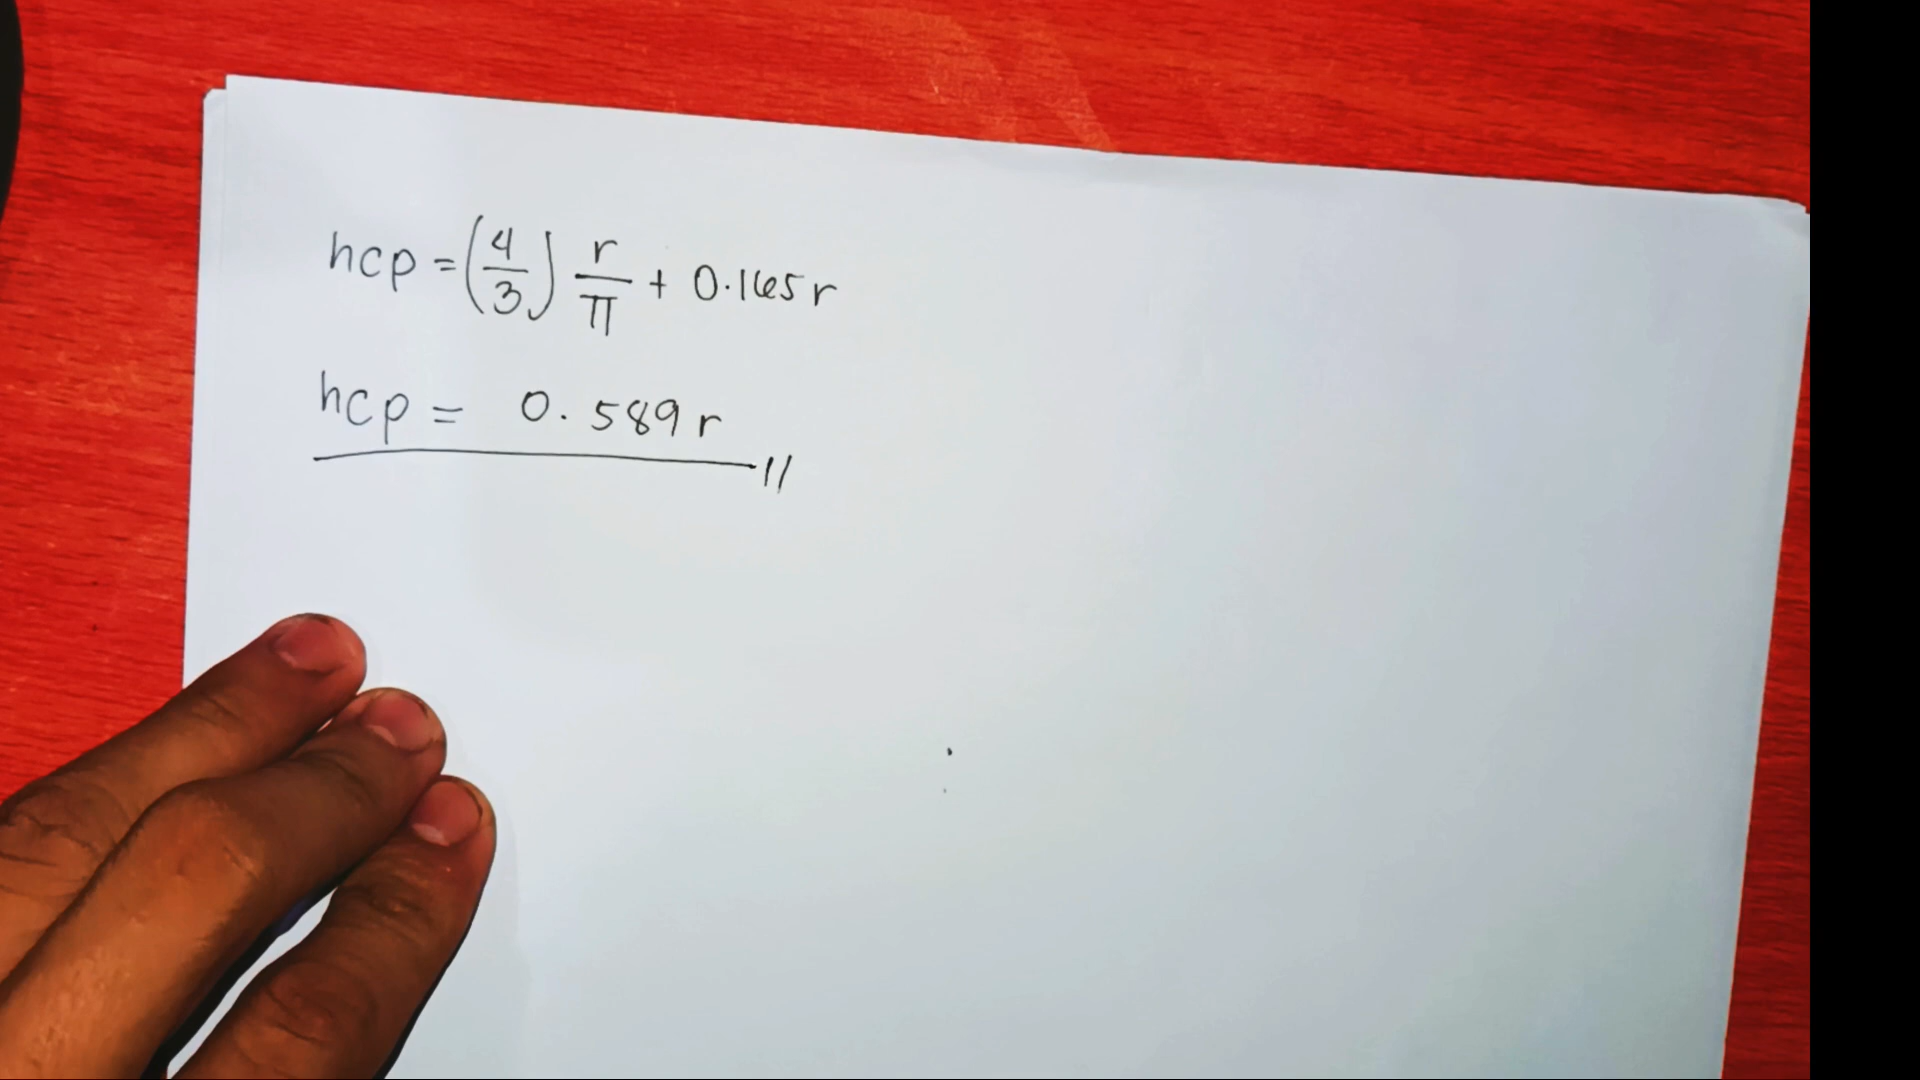 hcp = (4/3) r/π + 0.165 r
hcp = 0.589 r